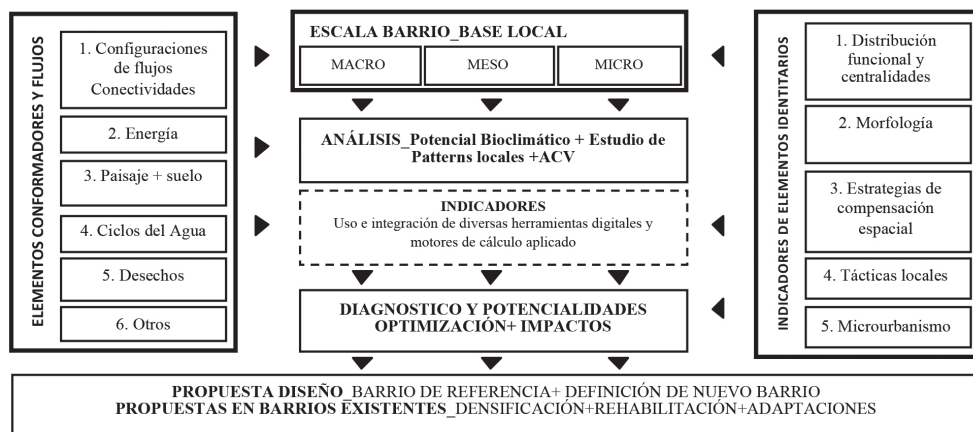 ELEMENTOS CONFORMADORES Y FLUJOS
1. Configuraciones
de flujos
Conectividades
2. Energía
3. Paisaje + suelo
4. Ciclos del Agua
5. Desechos
6. Otros
ESCALA BARRIO_BASE LOCAL
MACRO
MESO
MICRO
ANÁLISIS_Potencial Bioclimático + Estudio de
Patterns locales +ACV
INDICADORES
Uso e integración de diversas herramientas digitales y
motores de cálculo aplicado
DIAGNOSTICO Y POTENCIALIDADES
OPTIMIZACIÓN+ IMPACTOS
INDICADORES DE ELEMENTOS IDENTITARIOS
1. Distribución
funcional y
centralidades
2. Morfología
3. Estrategias de
compensación
espacial
4. Tácticas locales
5. Microurbanismo
PROPUESTA DISEÑO_BARRIO DE REFERENCIA+ DEFINICIÓN DE NUEVO BARRIO
PROPUESTAS EN BARRIOS EXISTENTES_DENSIFICACIÓN+REHABILITACIÓN+ADAPTACIONES